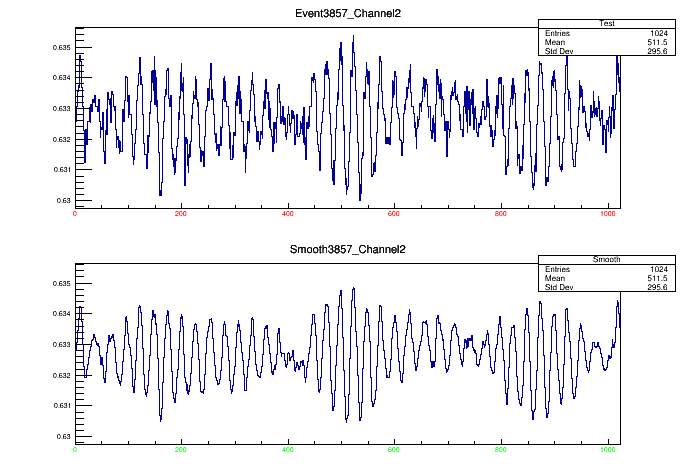 Event3857_Channel2
Test
Entries 1024
Mean 511.5
Std Dev 295.6
0.635
0.634
0.633
0.632
0.631
0.63
0 200 400 600 800 1000
Smooth3857_Channel2
Smooth
Entries 1024
Mean 511.5
Std Dev 295.6
0.635
0.634
0.633
0.632
0.631
0.63
0 200 400 600 800 1000